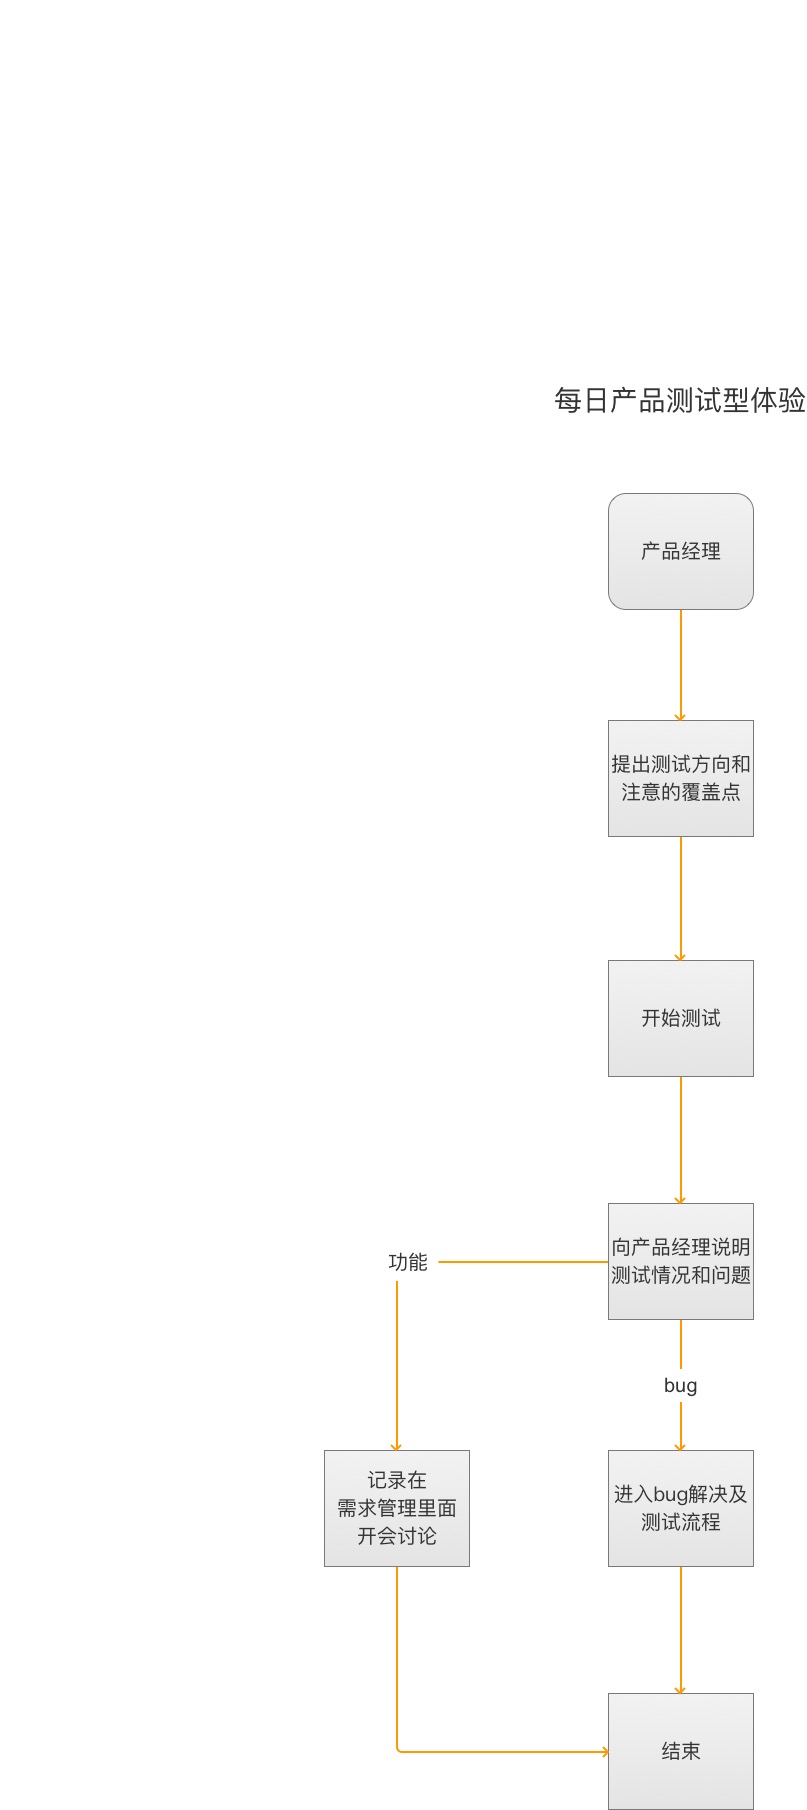 每日产品测试型体验
产品经理
提出测试方向和
注意的覆盖点
开始测试
向产品经理说明
测试情况和问题
功能
bug
记录在
需求管理里面
开会讨论
进入bug解决及
测试流程
结束